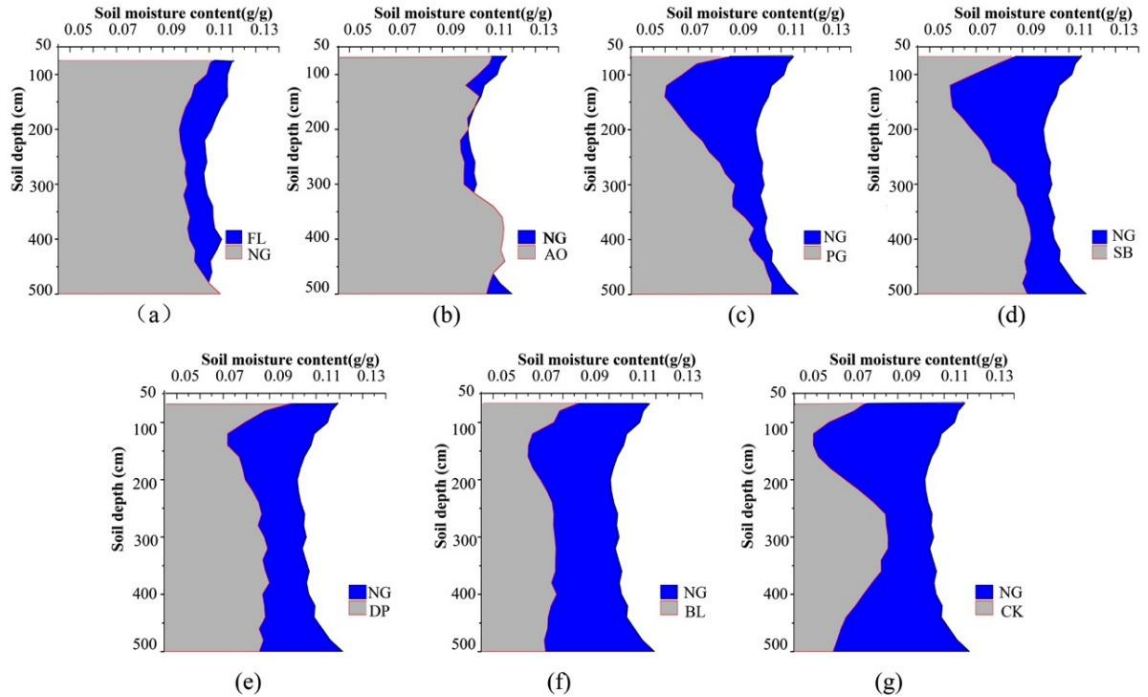 Soil moisture content(g/g)
0.05 0.07 0.09 0.11 0.13
50
100
200
300
400
500
Soil depth (cm)
FL
NG
（a）
Soil moisture content(g/g)
0.05 0.07 0.09 0.11 0.13
50
100
200
300
400
500
Soil depth (cm)
NG
AO
(b)
Soil moisture content(g/g)
0.05 0.07 0.09 0.11 0.13
50
100
200
300
400
500
Soil depth (cm)
NG
PG
(c)
Soil moisture content(g/g)
0.05 0.07 0.09 0.11 0.13
50
100
200
300
400
500
Soil depth (cm)
NG
SB
(d)
Soil moisture content(g/g)
0.05 0.07 0.09 0.11 0.13
50
100
200
300
400
500
Soil depth (cm)
NG
DP
(e)
Soil moisture content(g/g)
0.05 0.07 0.09 0.11 0.13
50
100
200
300
400
500
Soil depth (cm)
NG
BL
(f)
Soil moisture content(g/g)
0.05 0.07 0.09 0.11 0.13
50
100
200
300
400
500
Soil depth (cm)
NG
CK
(g)